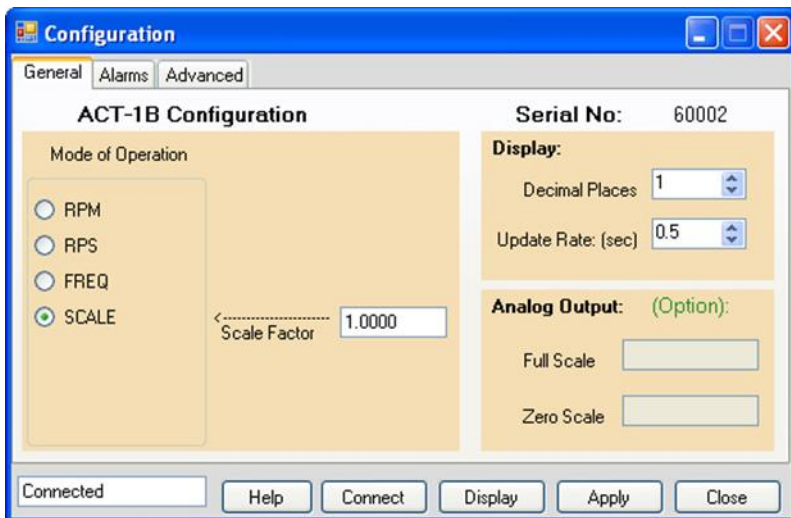 Configuration
General Alarms Advanced
ACT-1B Configuration
Serial No: 60002
Mode of Operation
RPM
RPS
FREQ
SCALE
<---------------------- 
Scale Factor
1.0000
Display:
Decimal Places 1
Update Rate: (sec) 0.5
Analog Output: (Option):
Full Scale
Zero Scale
Connected
Help Connect Display Apply Close